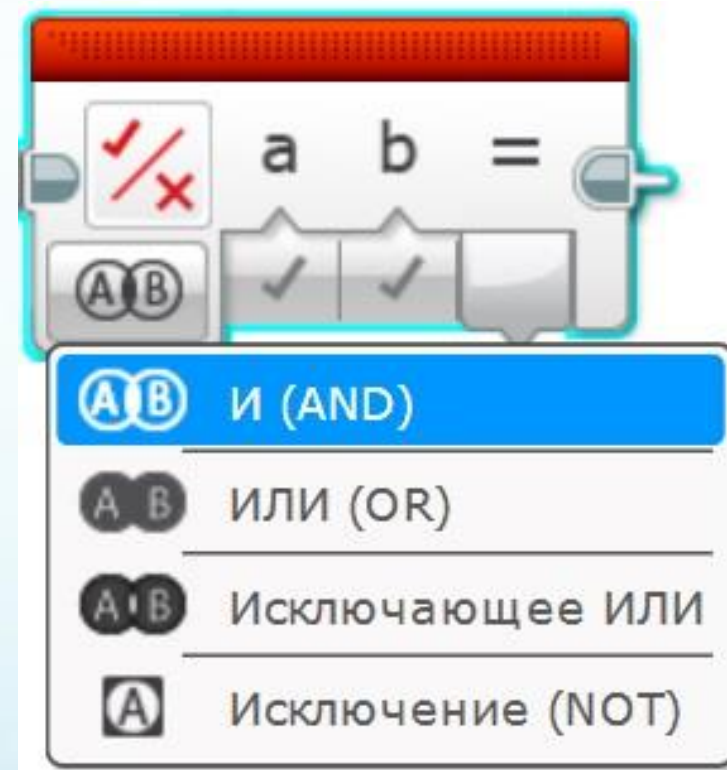 a b =
A B
A B И (AND)
A B ИЛИ (OR)
A B Исключающее ИЛИ
A Исключение (NOT)